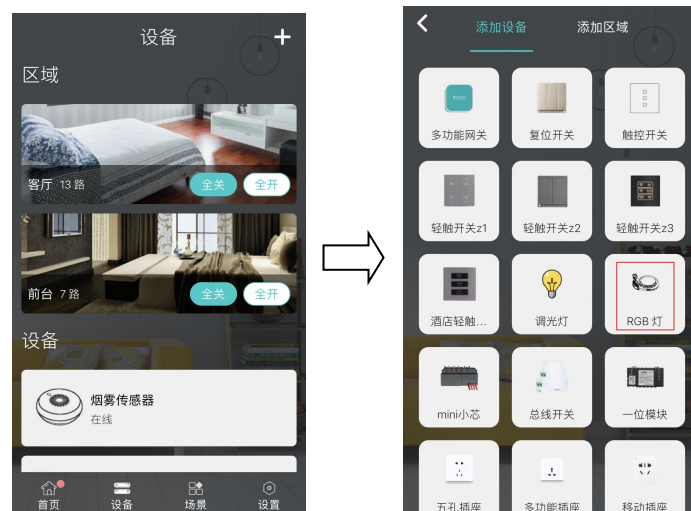 设备
+
区域
客厅 13 路
全关
全开
前台 7 路
全关
全开
设备
烟雾传感器
在线
首页
设备
场景
设置
添加设备
添加区域
多功能网关
复位开关
触控开关
轻触开关z1
轻触开关z2
轻触开关z3
酒店轻触...
调光灯
RGB 灯
mini小芯
总线开关
一位模块
五孔插座
多功能插座
移动插座